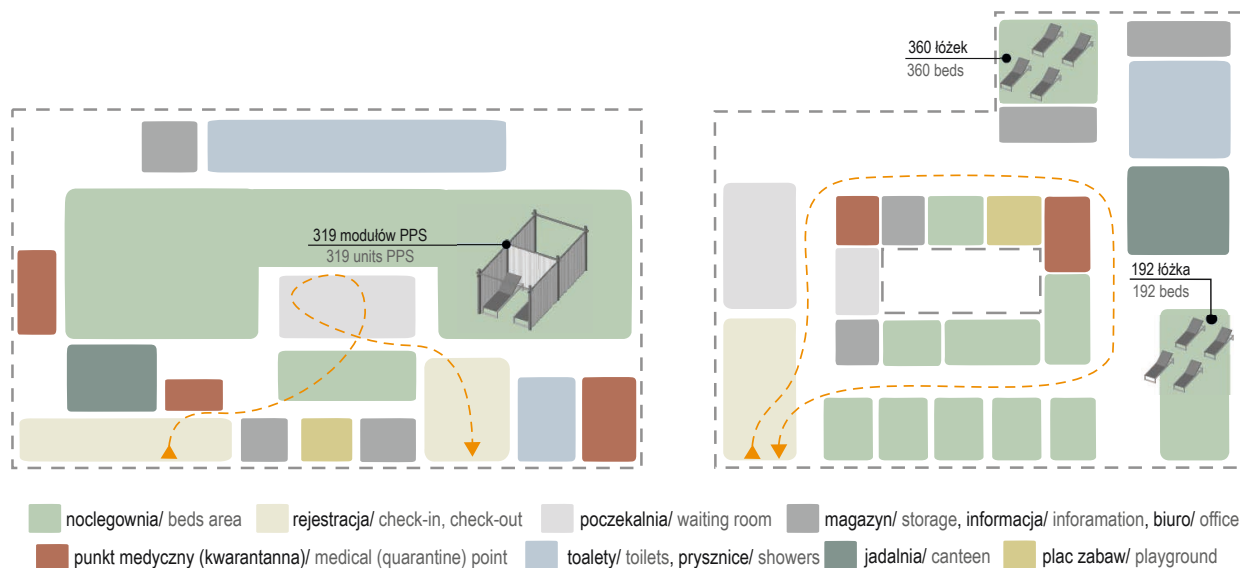 360 łóżek
360 beds
319 modułów PPS
319 units PPS
192 łóżka
192 beds
noclegownia/ beds area
rejestracja/ check-in, check-out
poczekalnia/ waiting room
magazyn/ storage, informacja/ inforamation, biuro/ office
punkt medyczny (kwarantanna)/ medical (quarantine) point
toalety/ toilets, prysznice/ showers
jadalnia/ canteen
plac zabaw/ playground